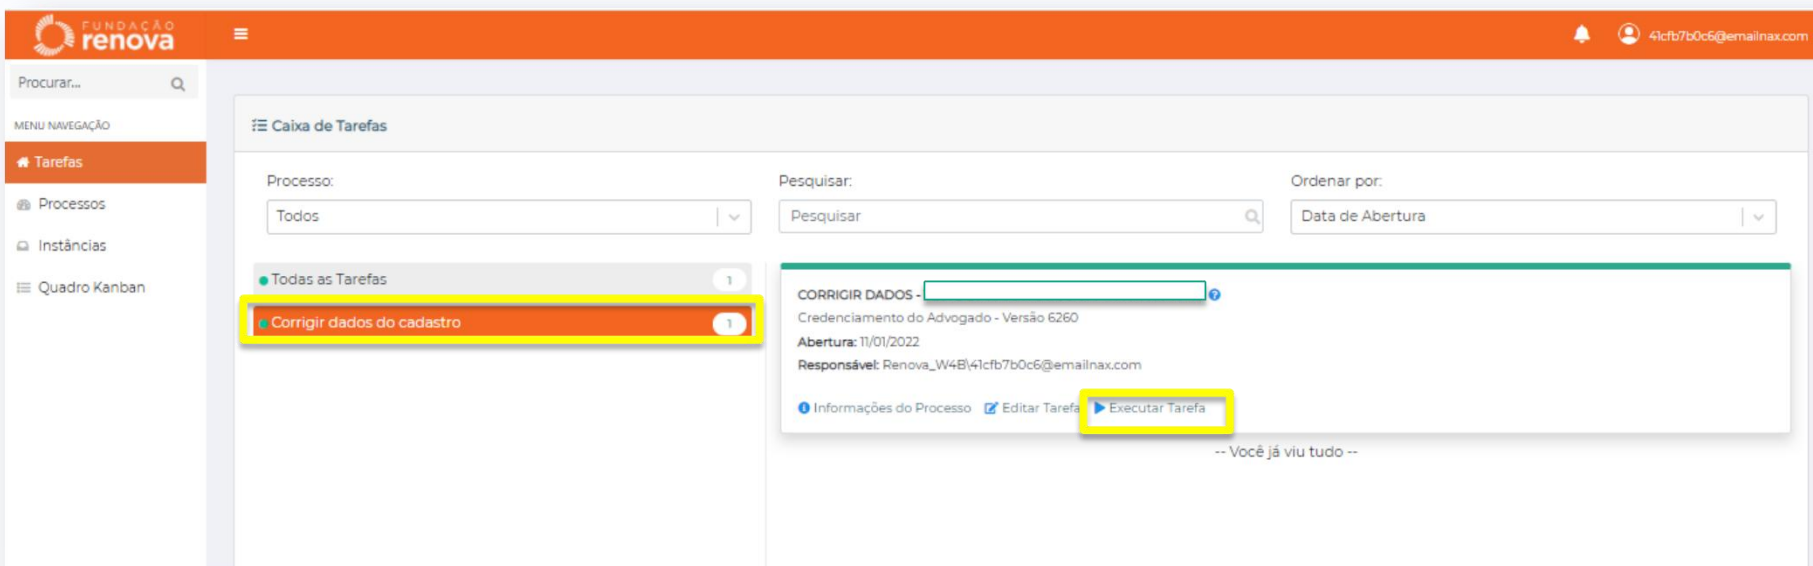 FUNDAÇÃO
renova
41cfb7b0c6@emailnax.com
Procurar...
MENU NAVEGAÇÃO
Tarefas
Processos
Instâncias
Quadro Kanban
Caixa de Tarefas
Processo:
Todos
Pesquisar:
Pesquisar
Ordenar por:
Data de Abertura
Todas as Tarefas 1
Corrigir dados do cadastro 1
CORRIGIR DADOS -
Credenciamento do Advogado - Versão 6260
Abertura: 11/01/2022
Responsável: Renova_W4B\41cfb7b0c6@emailnax.com
Informações do Processo Editar Tarefa Executar Tarefa
-- Você já viu tudo --